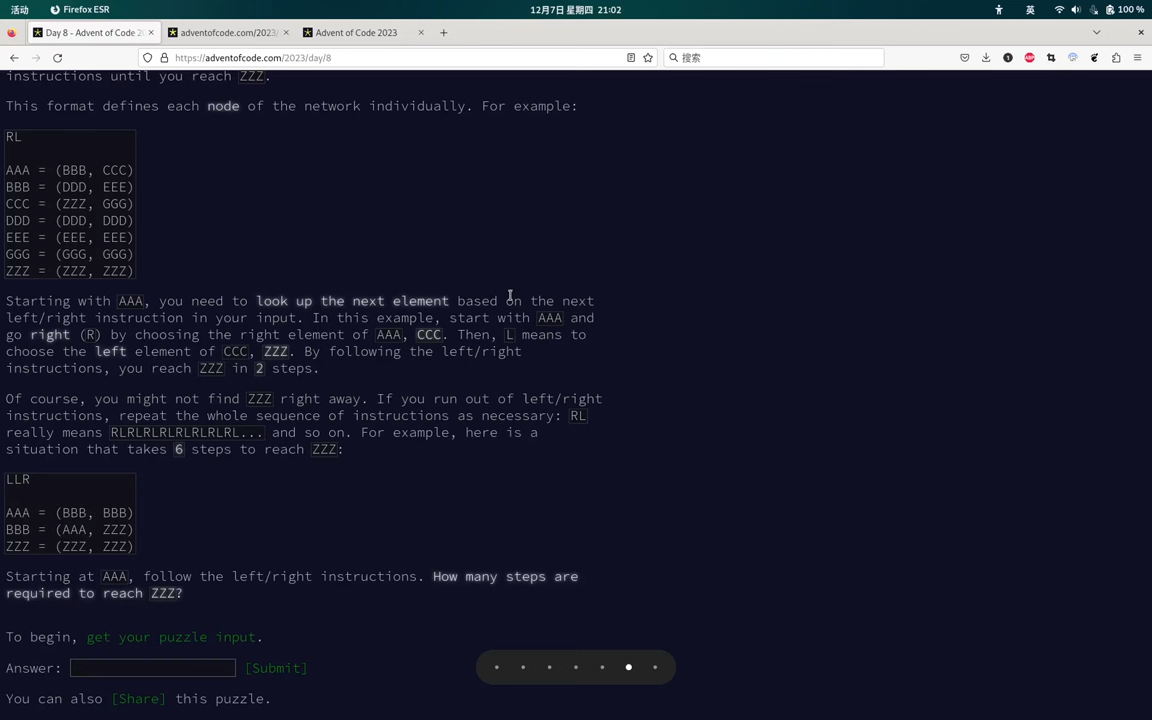 活动
Firefox ESR
12月7日 星期四 21:02
英
100 %
Day 8 - Advent of Code 2
adventofcode.com/2023/
Advent of Code 2023
https://adventofcode.com/2023/day/8
搜索
instructions until you reach ZZZ.
This format defines each node of the network individually. For example:
RL
AAA = (BBB, CCC)
BBB = (DDD, EEE)
CCC = (ZZZ, GGG)
DDD = (DDD, DDD)
EEE = (EEE, EEE)
GGG = (GGG, GGG)
ZZZ = (ZZZ, ZZZ)
Starting with AAA, you need to look up the next element based on the next
left/right instruction in your input. In this example, start with AAA and
go right (R) by choosing the right element of AAA, CCC. Then, L means to
choose the left element of CCC, ZZZ. By following the left/right
instructions, you reach ZZZ in 2 steps.
Of course, you might not find ZZZ right away. If you run out of left/right
instructions, repeat the whole sequence of instructions as necessary: RL
really means RLRLRLRLRLRLRLRL... and so on. For example, here is a
situation that takes 6 steps to reach ZZZ:
LLR
AAA = (BBB, BBB)
BBB = (AAA, ZZZ)
ZZZ = (ZZZ, ZZZ)
Starting at AAA, follow the left/right instructions. How many steps are
required to reach ZZZ?
To begin, get your puzzle input.
Answer: [Submit]
You can also [Share] this puzzle.